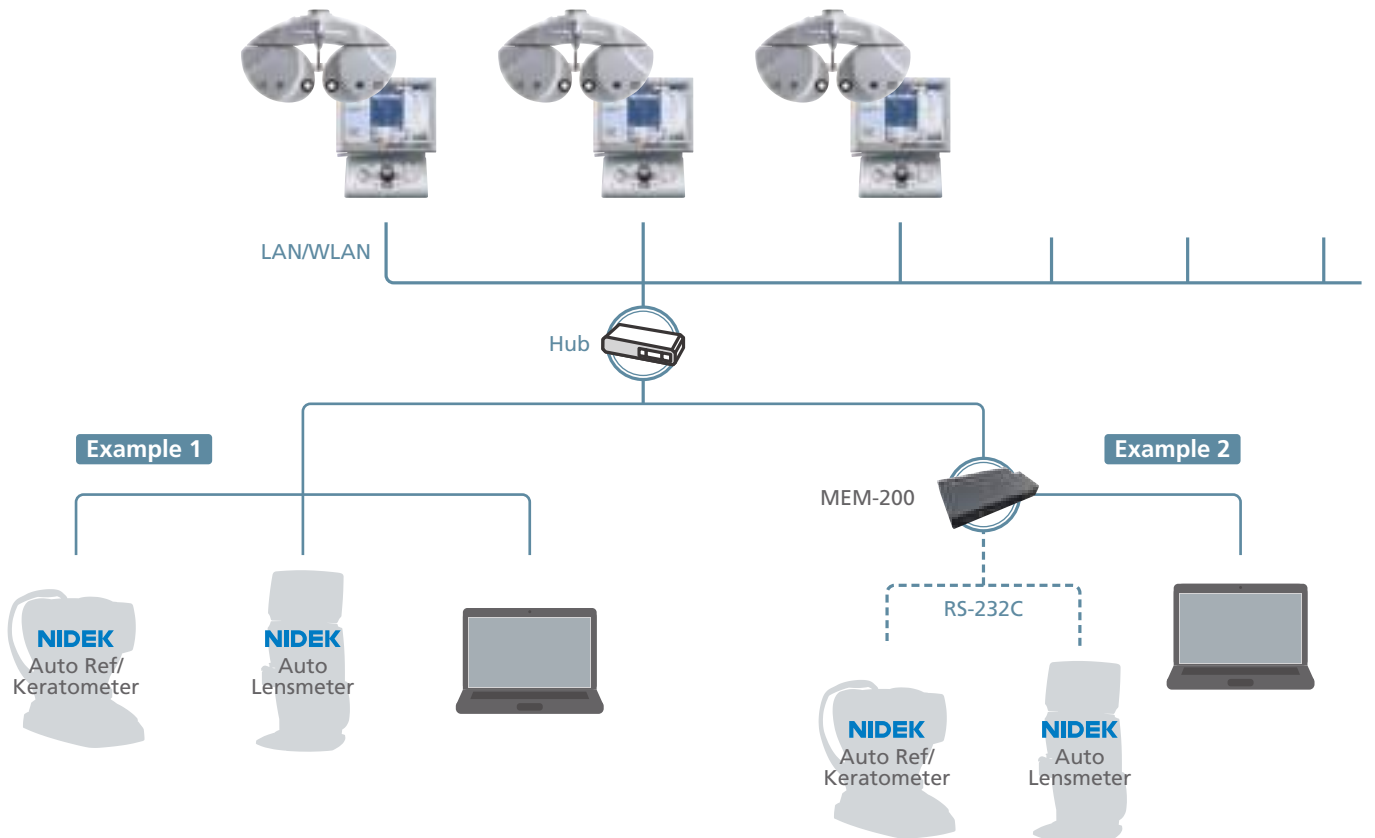 LAN/WLAN
Hub
Example 1
Example 2
MEM-200
RS-232C
NIDEK
Auto Ref/
Keratometer
NIDEK
Auto
Lensmeter
NIDEK
Auto Ref/
Keratometer
NIDEK
Auto
Lensmeter